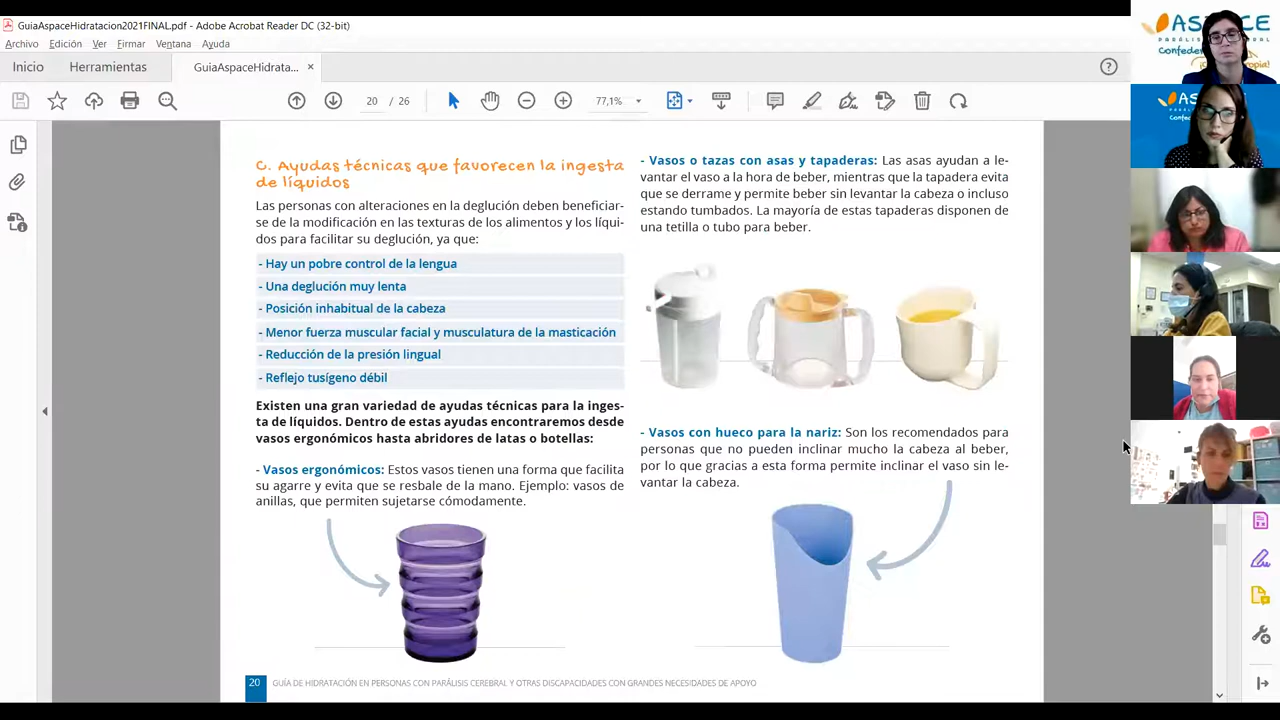 GuiaAspaceHidratacion2021FINAL.pdf - Adobe Acrobat Reader DC (32-bit)
Archivo Edición Ver Firmar Ventana Ayuda
Inicio Herramientas GuiaAspaceHidrata... ×
20 / 26 77,1%
C. Ayudas técnicas que favorecen la ingesta
de líquidos
Las personas con alteraciones en la deglución deben beneficiar-
se de la modificación en las texturas de los alimentos y los líqui-
dos para facilitar su deglución, ya que:
- Hay un pobre control de la lengua
- Una deglución muy lenta
- Posición inhabitual de la cabeza
- Menor fuerza muscular facial y musculatura de la masticación
- Reducción de la presión lingual
- Reflejo tusígeno débil
Existen una gran variedad de ayudas técnicas para la inges-
ta de líquidos. Dentro de estas ayudas encontraremos desde
vasos ergonómicos hasta abridores de latas o botellas:
- Vasos ergonómicos: Estos vasos tienen una forma que facilita
su agarre y evita que se resbale de la mano. Ejemplo: vasos de
anillas, que permiten sujetarse cómodamente.
- Vasos o tazas con asas y tapaderas: Las asas ayudan a le-
vantar el vaso a la hora de beber, mientras que la tapadera evita
que se derrame y permite beber sin levantar la cabeza o incluso
estando tumbados. La mayoría de estas tapaderas disponen de
una tetilla o tubo para beber.
- Vasos con hueco para la nariz: Son los recomendados para
personas que no pueden inclinar mucho la cabeza al beber,
por lo que gracias a esta forma permite inclinar el vaso sin le-
vantar la cabeza.
20 GUÍA DE HIDRATACIÓN EN PERSONAS CON PARÁLISIS CEREBRAL Y OTRAS DISCAPACIDADES CON GRANDES NECESIDADES DE APOYO